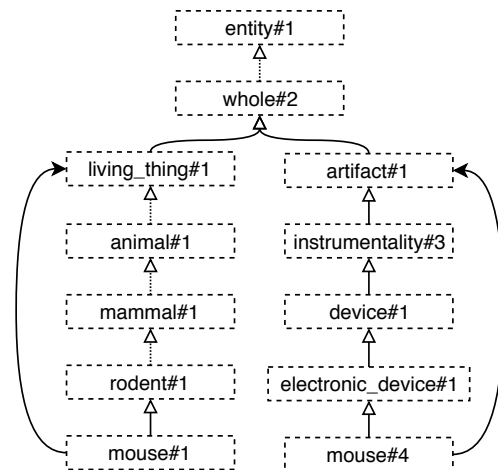 entity#1
whole#2
living_thing#1
artifact#1
animal#1
instrumentality#3
mammal#1
device#1
rodent#1
electronic_device#1
mouse#1
mouse#4